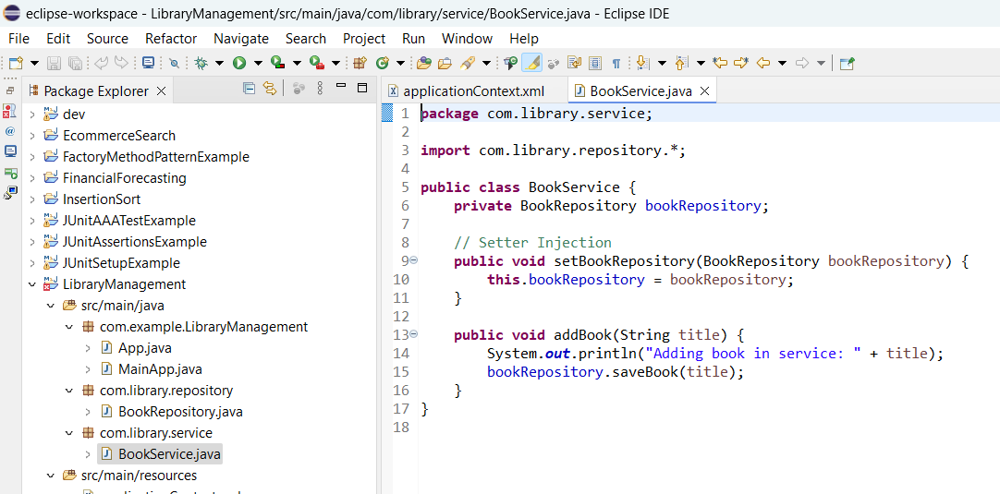 eclipse-workspace - LibraryManagement/src/main/java/com/library/service/BookService.java - Eclipse IDE
File Edit Source Refactor Navigate Search Project Run Window Help
Package Explorer
dev
EcommerceSearch
FactoryMethodPatternExample
FinancialForecasting
InsertionSort
JUnitAAATestExample
JUnitAssertionsExample
JUnitSetupExample
LibraryManagement
src/main/java
com.example.LibraryManagement
App.java
MainApp.java
com.library.repository
BookRepository.java
com.library.service
BookService.java
src/main/resources
applicationContext.xml BookService.java
1 package com.library.service;
2
3 import com.library.repository.*;
4
5 public class BookService {
6 private BookRepository bookRepository;
7
8 // Setter Injection
9 public void setBookRepository(BookRepository bookRepository) {
10 this.bookRepository = bookRepository;
11 }
12
13 public void addBook(String title) {
14 System.out.println("Adding book in service: " + title);
15 bookRepository.saveBook(title);
16 }
17 }
18